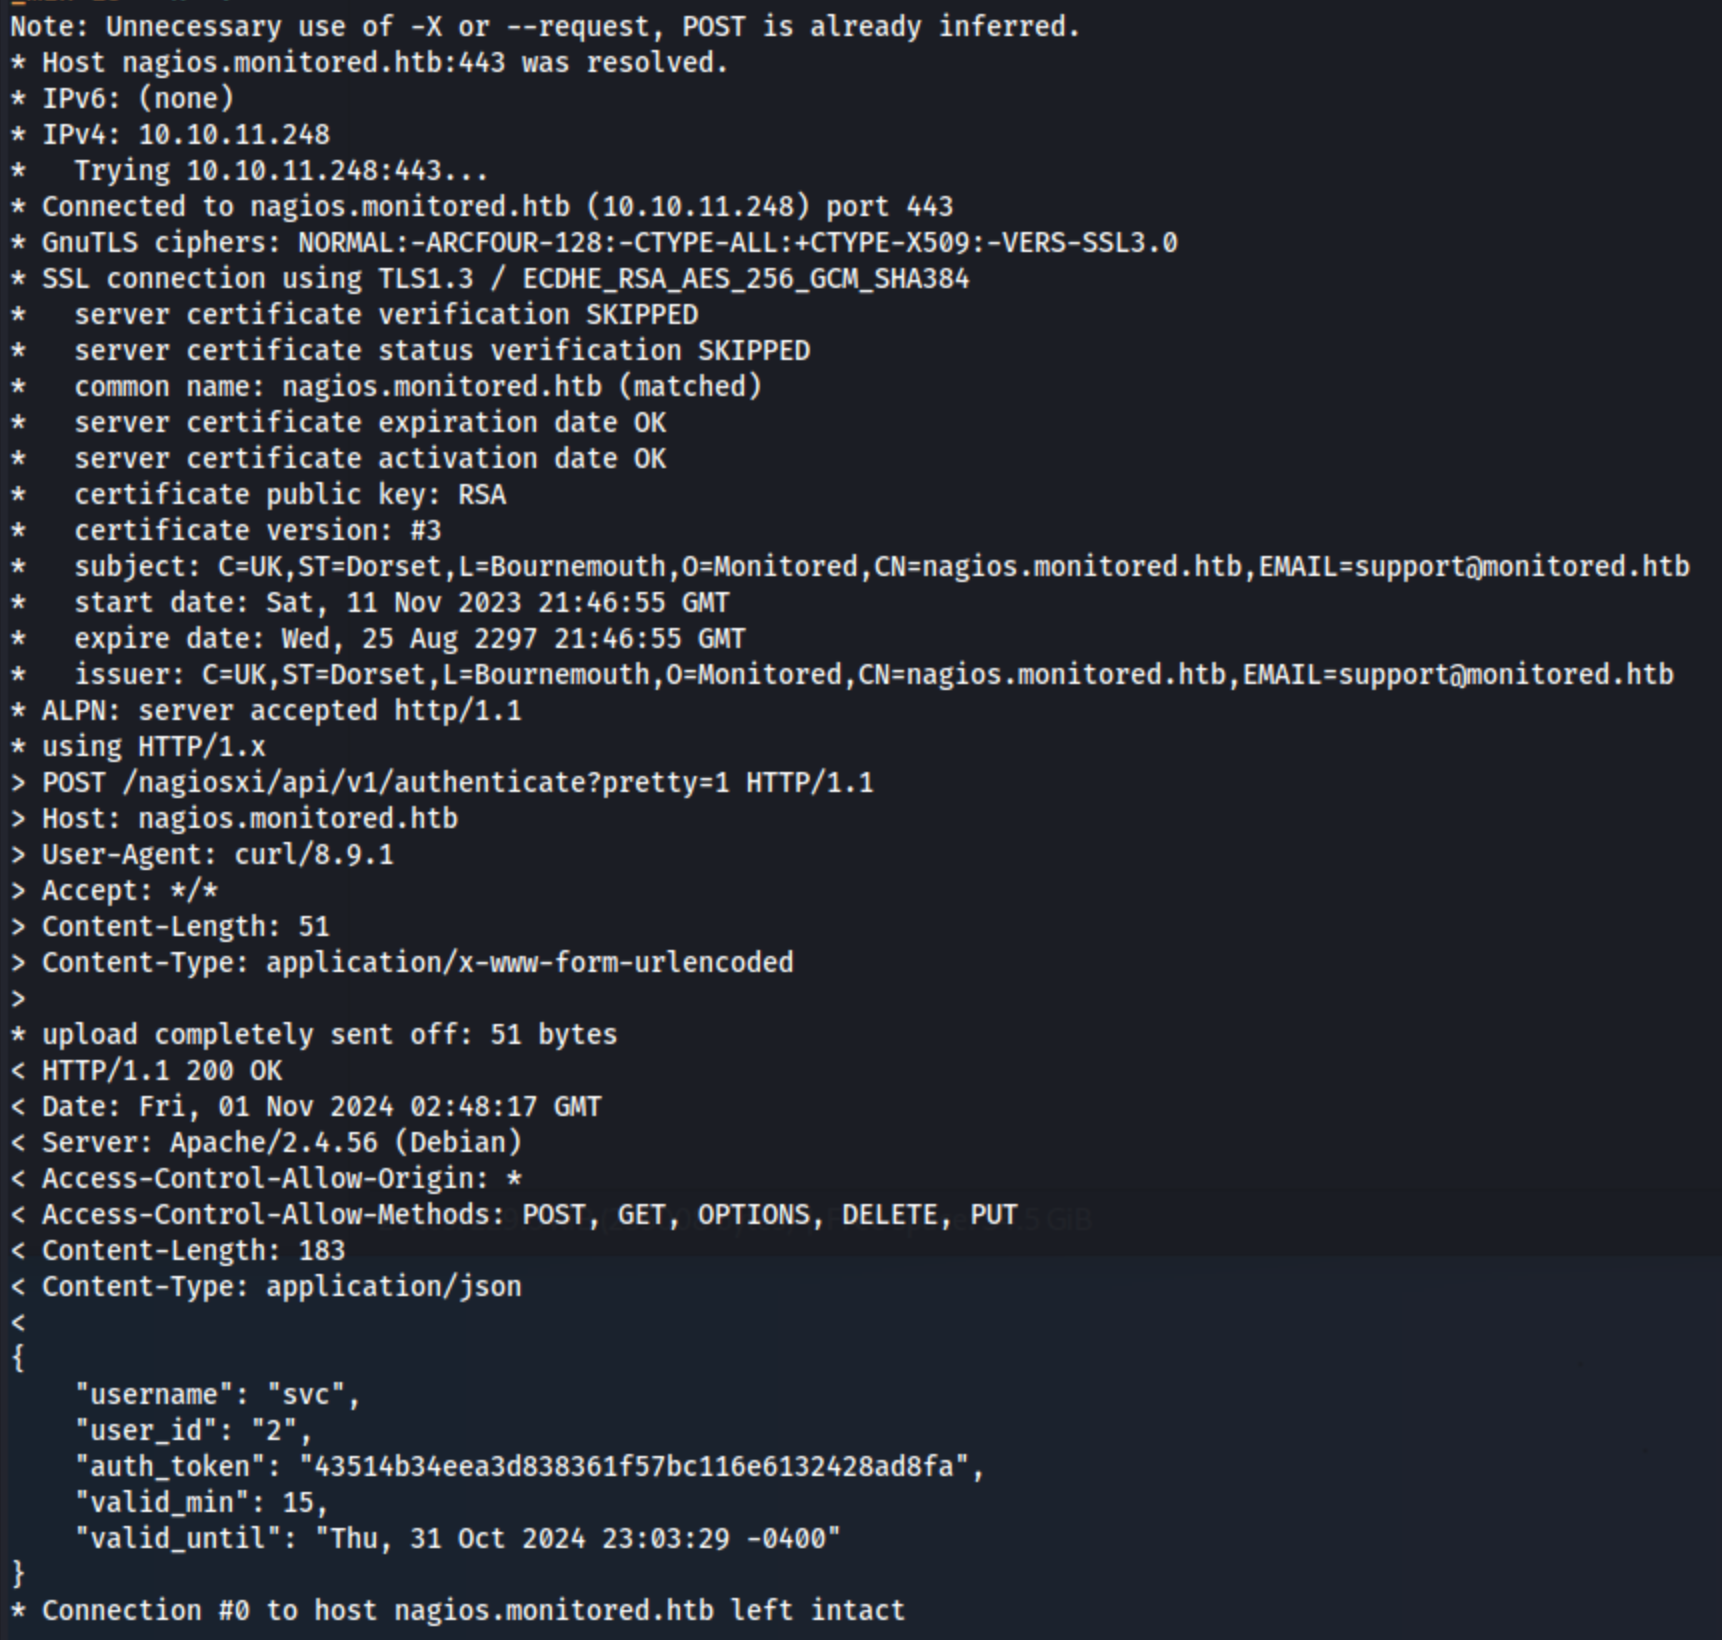 Note: Unnecessary use of -X or --request, POST is already inferred.
* Host nagios.monitored.htb:443 was resolved.
* IPv6: (none)
* IPv4: 10.10.11.248
*   Trying 10.10.11.248:443...
* Connected to nagios.monitored.htb (10.10.11.248) port 443
* GnuTLS ciphers: NORMAL:-ARCFOUR-128:-CTYPE-ALL:+CTYPE-X509:-VERS-SSL3.0
* SSL connection using TLS1.3 / ECDHE_RSA_AES_256_GCM_SHA384
*   server certificate verification SKIPPED
*   server certificate status verification SKIPPED
*   common name: nagios.monitored.htb (matched)
*   server certificate expiration date OK
*   server certificate activation date OK
*   certificate public key: RSA
*   certificate version: #3
*   subject: C=UK,ST=Dorset,L=Bournemouth,O=Monitored,CN=nagios.monitored.htb,EMAIL=support@monitored.htb
*   start date: Sat, 11 Nov 2023 21:46:55 GMT
*   expire date: Wed, 25 Aug 2297 21:46:55 GMT
*   issuer: C=UK,ST=Dorset,L=Bournemouth,O=Monitored,CN=nagios.monitored.htb,EMAIL=support@monitored.htb
* ALPN: server accepted http/1.1
* using HTTP/1.x
> POST /nagiosxi/api/v1/authenticate?pretty=1 HTTP/1.1
> Host: nagios.monitored.htb
> User-Agent: curl/8.9.1
> Accept: */*
> Content-Length: 51
> Content-Type: application/x-www-form-urlencoded
>
* upload completely sent off: 51 bytes
< HTTP/1.1 200 OK
< Date: Fri, 01 Nov 2024 02:48:17 GMT
< Server: Apache/2.4.56 (Debian)
< Access-Control-Allow-Origin: *
< Access-Control-Allow-Methods: POST, GET, OPTIONS, DELETE, PUT
< Content-Length: 183
< Content-Type: application/json
<
{
    "username": "svc",
    "user_id": "2",
    "auth_token": "43514b34eea3d838361f57bc116e6132428ad8fa",
    "valid_min": 15,
    "valid_until": "Thu, 31 Oct 2024 23:03:29 -0400"
}
* Connection #0 to host nagios.monitored.htb left intact